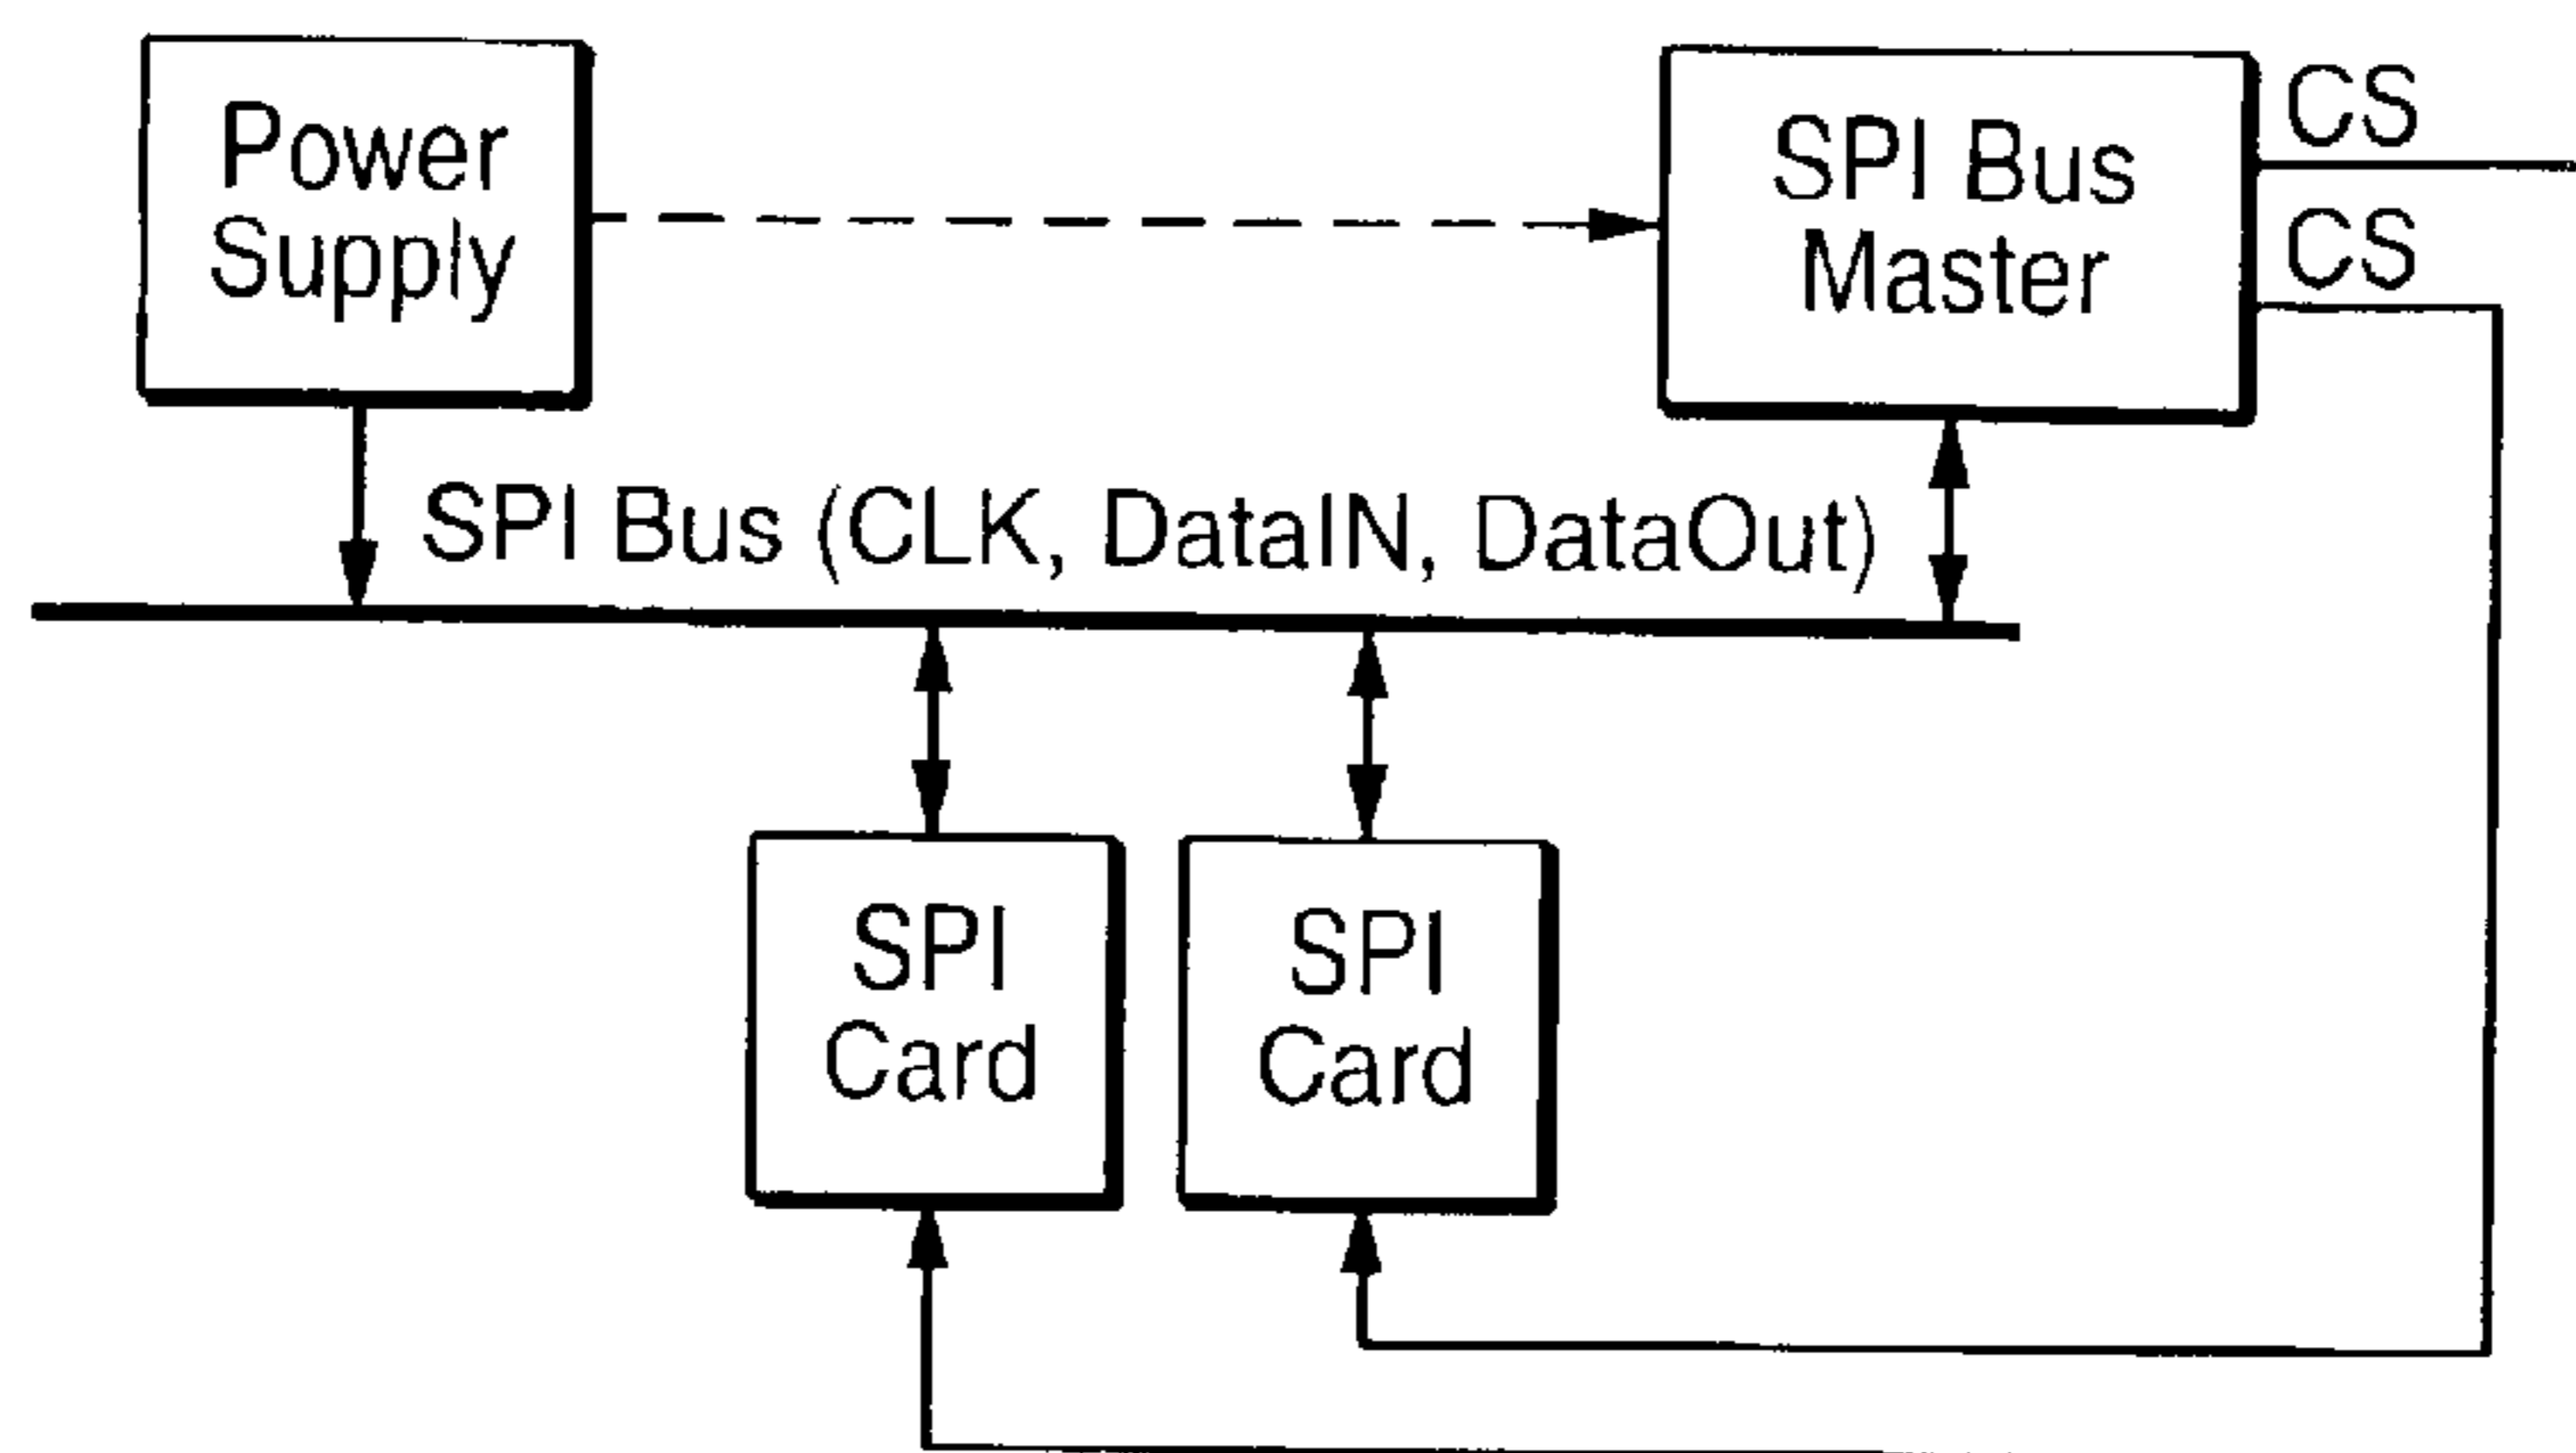 Power
Supply
SPI Bus
Master
CS
CS
SPI Bus (CLK, DataIN, DataOut)
SPI
Card
SPI
Card